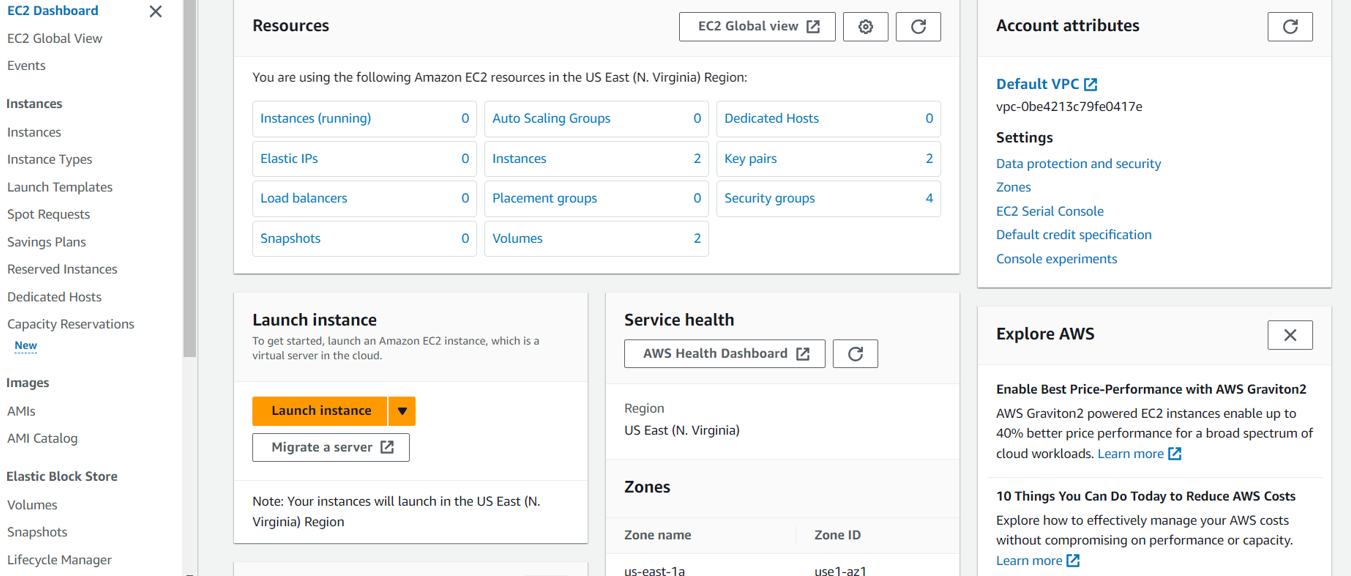 EC2 Dashboard
EC2 Global View
Events
Instances
Instances
Instance Types
Launch Templates
Spot Requests
Savings Plans
Reserved Instances
Dedicated Hosts
Capacity Reservations
New
Images
AMIs
AMI Catalog
Elastic Block Store
Volumes
Snapshots
Lifecycle Manager
Resources
EC2 Global view
You are using the following Amazon EC2 resources in the US East (N. Virginia) Region:
Instances (running) 0
Auto Scaling Groups 0
Dedicated Hosts 0
Elastic IPs 0
Instances 2
Key pairs 2
Load balancers 0
Placement groups 0
Security groups 4
Snapshots 0
Volumes 2
Launch instance
To get started, launch an Amazon EC2 instance, which is a
virtual server in the cloud.
Launch instance
Migrate a server
Note: Your instances will launch in the US East (N.
Virginia) Region
Service health
AWS Health Dashboard
Region
US East (N. Virginia)
Zones
Zone name Zone ID
us-east-1a use1-az1
Account attributes
Default VPC
vpc-0be4213c79fe0417e
Settings
Data protection and security
Zones
EC2 Serial Console
Default credit specification
Console experiments
Explore AWS
Enable Best Price-Performance with AWS Graviton2
AWS Graviton2 powered EC2 instances enable up to
40% better price performance for a broad spectrum of
cloud workloads. Learn more
10 Things You Can Do Today to Reduce AWS Costs
Explore how to effectively manage your AWS costs
without compromising on performance or capacity.
Learn more